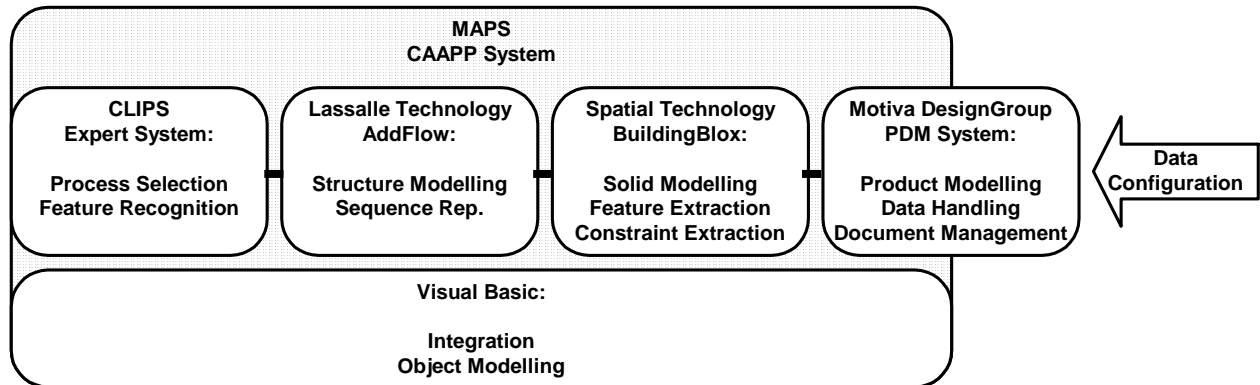 MAPS
CAAPP System
CLIPS
Expert System:
Process Selection
Feature Recognition
Lassalle Technology
AddFlow:
Structure Modelling
Sequence Rep.
Spatial Technology
BuildingBlox:
Solid Modelling
Feature Extraction
Constraint Extraction
Motiva DesignGroup
PDM System:
Product Modelling
Data Handling
Document Management
Data
Configuration
Visual Basic:
Integration
Object Modelling